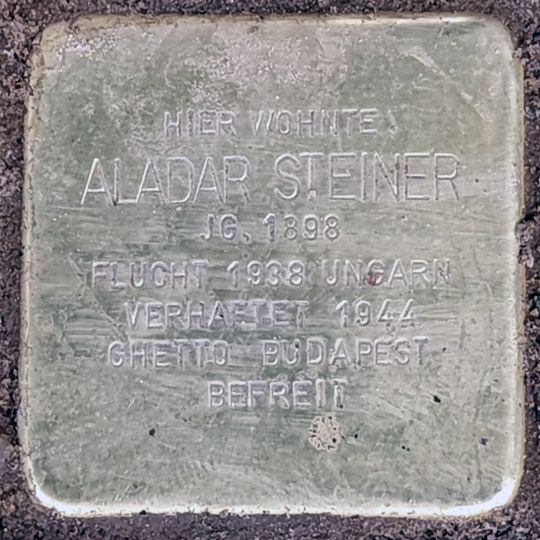 HIER WOHNTE
ALADAR STEINER
JG. 1898
FLUCHT 1938 UNGARN
VERHAFTET 1944
GHETTO BUDAPEST
BEFREIT